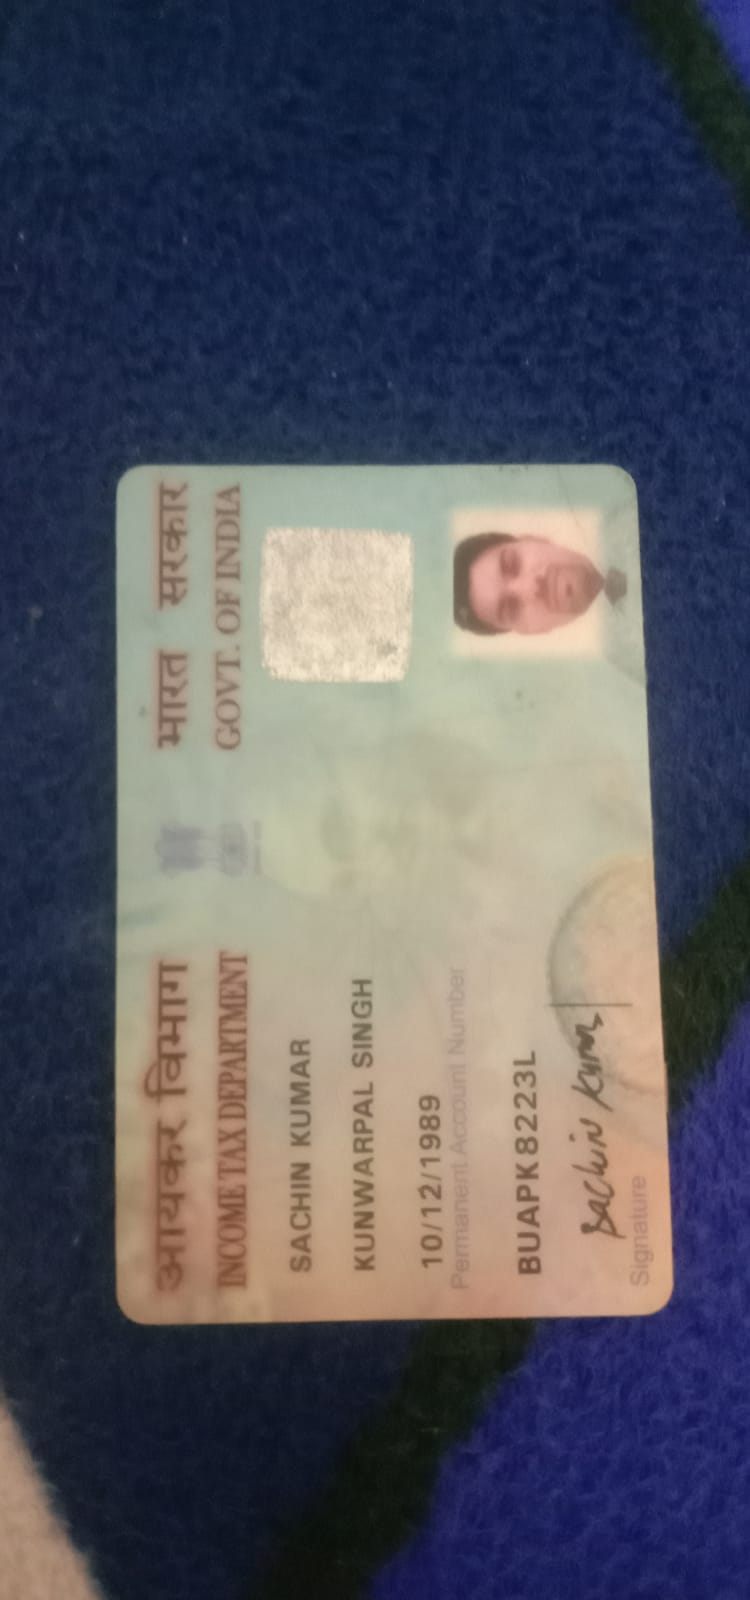 आयकर विभाग
INCOME TAX DEPARTMENT
भारत सरकार
GOVT. OF INDIA
SACHIN KUMAR
KUNWARPAL SINGH
10/12/1989
Permanent Account Number
BUAPK8223L
Sachin Kumar
Signature